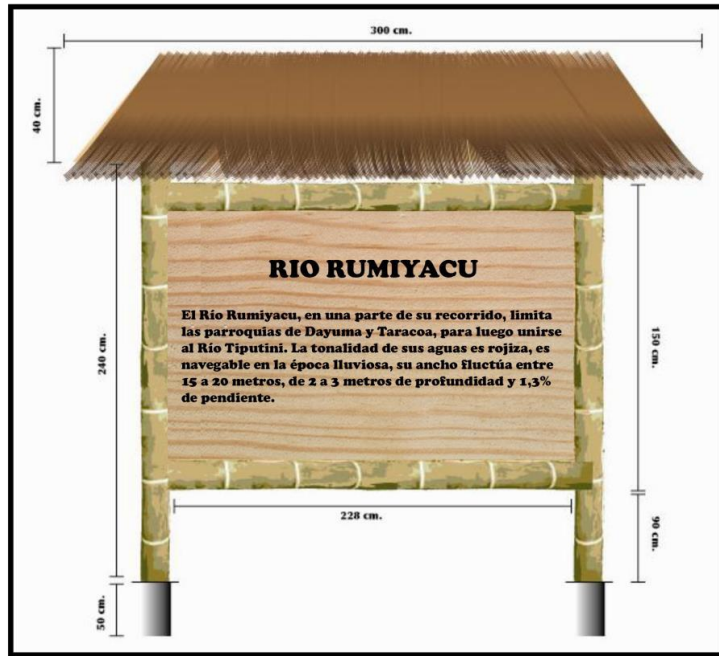 300 cm.
40 cm.
RIO RUMIYACU
El Río Rumiyacu, en una parte de su recorrido, limita
las parroquias de Dayuma y Taracoa, para luego unirse
al Río Tiputini. La tonalidad de sus aguas es rojiza, es
navegable en la época lluviosa, su ancho fluctúa entre
15 a 20 metros, de 2 a 3 metros de profundidad y 1,3%
de pendiente.
240 cm.
150 cm.
228 cm.
90 cm.
50 cm.